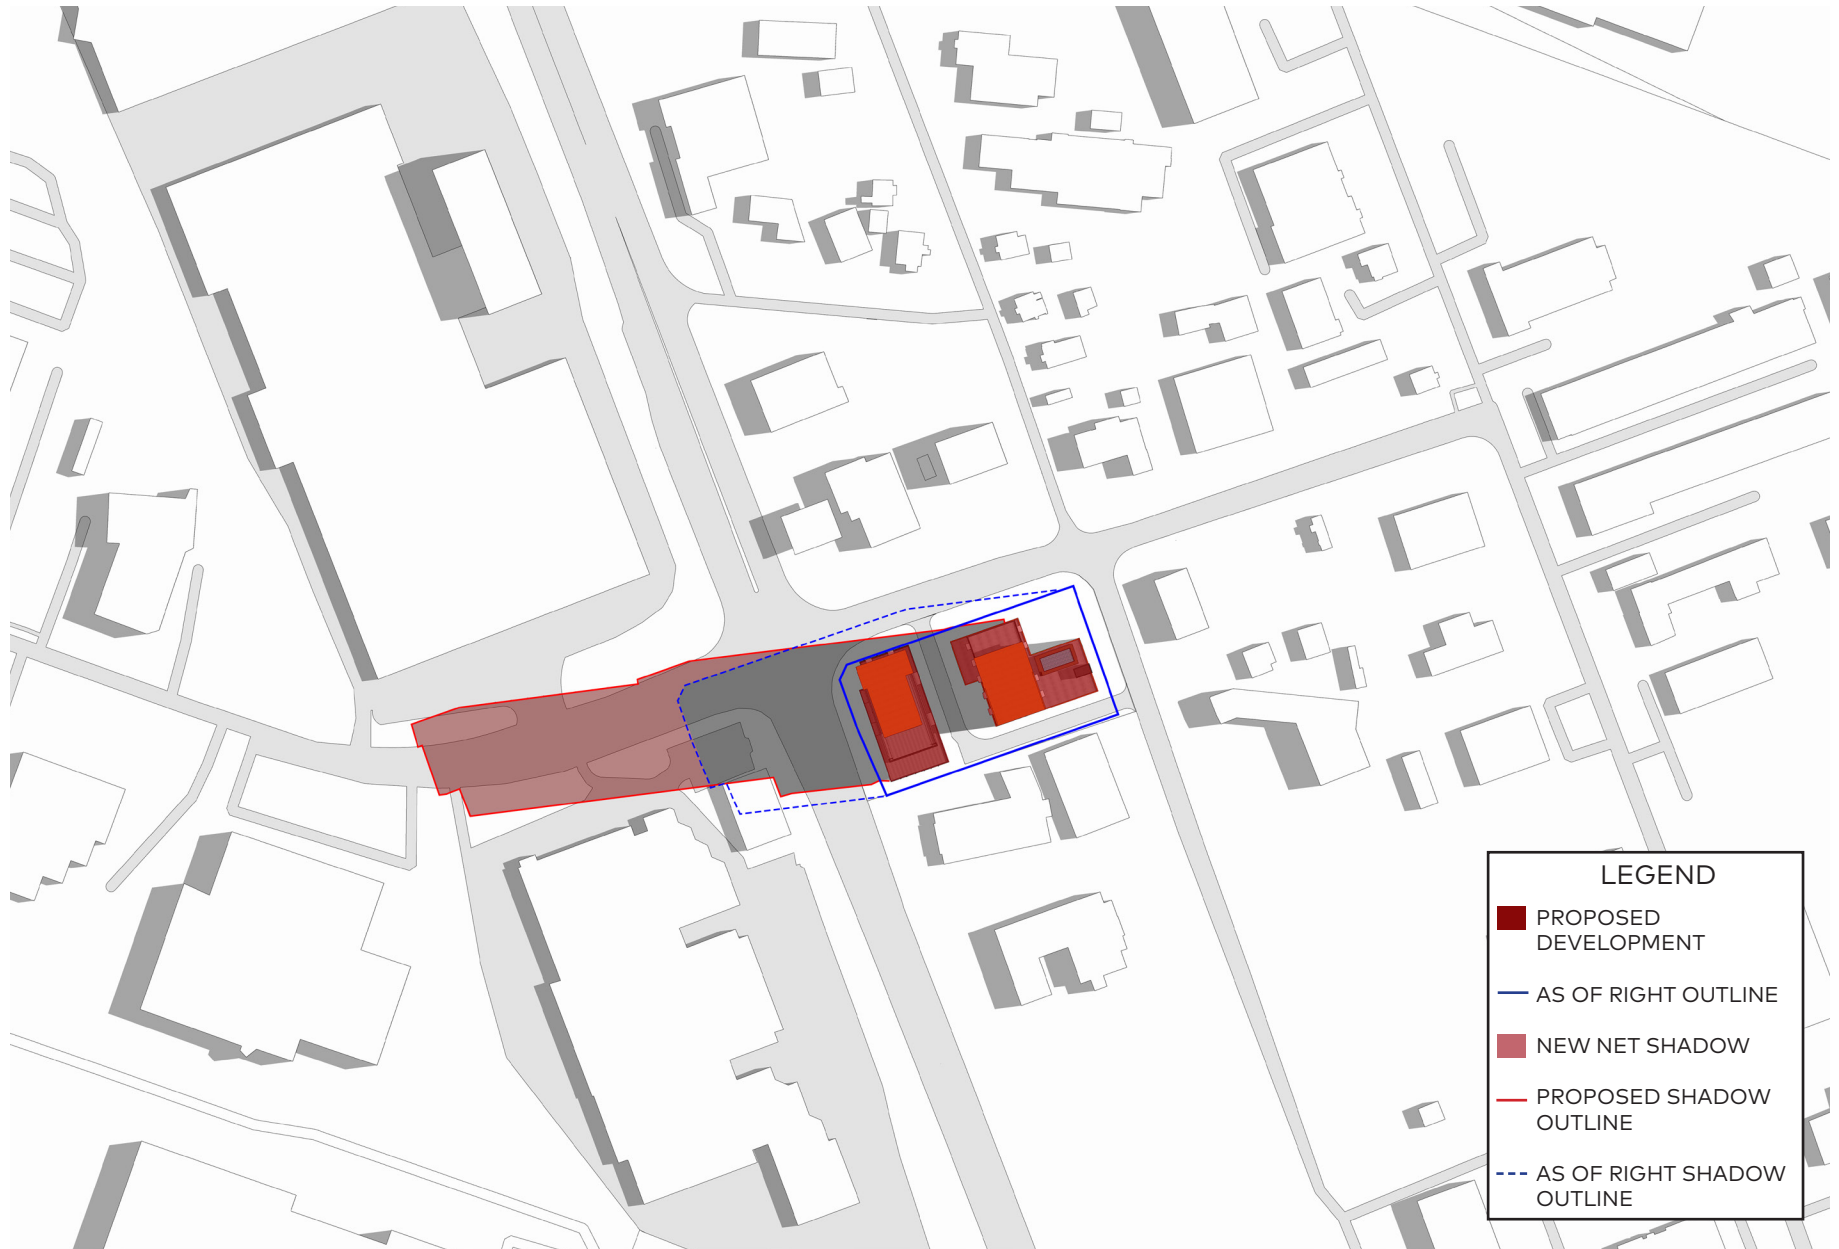 LEGEND
PROPOSED
DEVELOPMENT
AS OF RIGHT OUTLINE
NEW NET SHADOW
PROPOSED SHADOW
OUTLINE
AS OF RIGHT SHADOW
OUTLINE